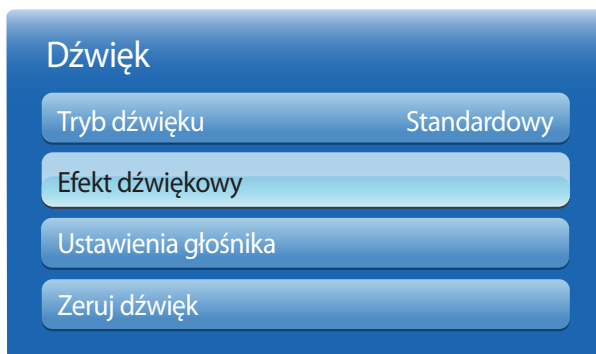 Dźwięk
Tryb dźwięku Standardowy
Efekt dźwiękowy
Ustawienia głośnika
Zeruj dźwięk